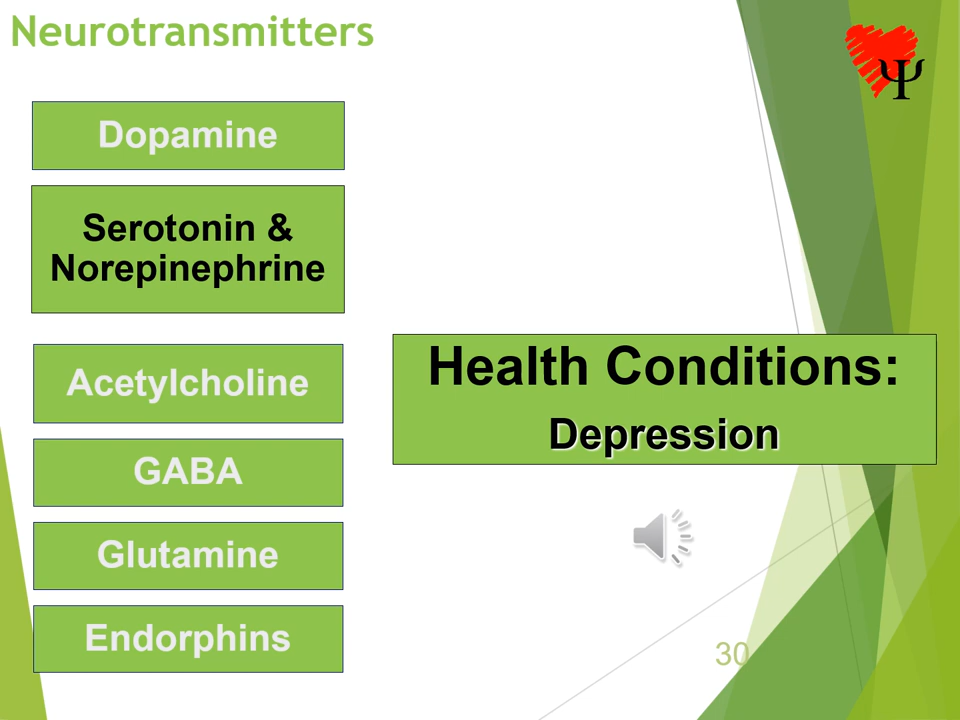 Neurotransmitters
Ψ
Dopamine
Serotonin &
Norepinephrine
Acetylcholine
GABA
Glutamine
Endorphins
Health Conditions:
Depression
30